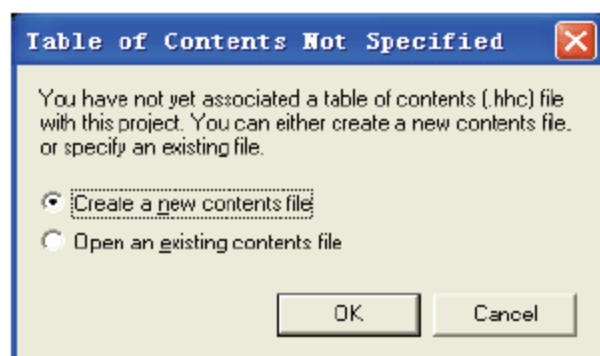 Table of Contents Not Specified
You have not yet associated a table of contents (.hhc) file
with this project. You can either create a new contents file.
or specify an existing file.
Create a new contents file
Open an existing contents file
OK
Cancel